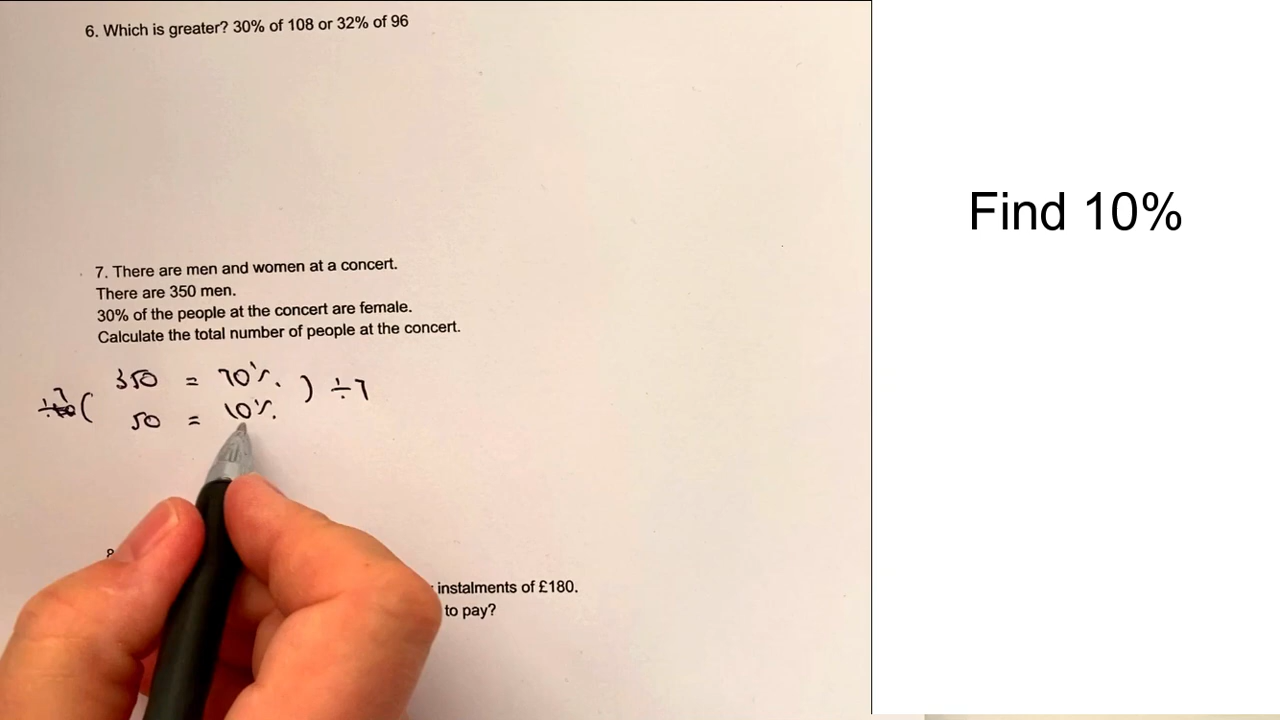 6. Which is greater? 30% of 108 or 32% of 96
Find 10%
7. There are men and women at a concert.
There are 350 men.
30% of the people at the concert are female.
Calculate the total number of people at the concert.
350 = 70%. ) ÷7
÷7 ( 50 = 10%.
8.
instalments of £180.
to pay?